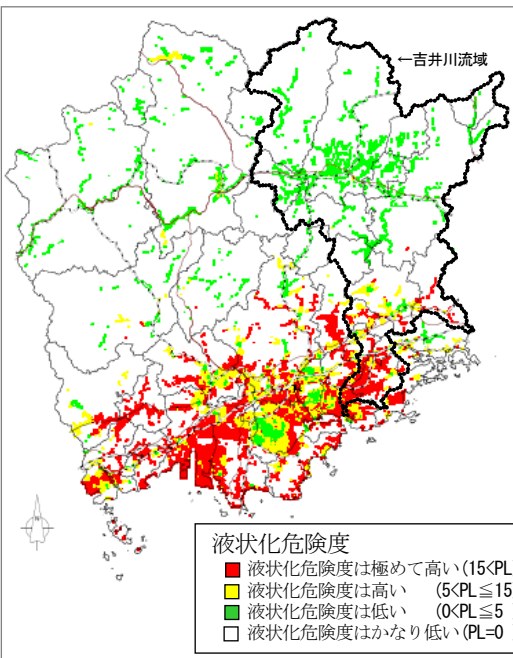 ←吉井川流域
N
液状化危険度
液状化危険度は極めて高い(15<PL
液状化危険度は高い (5<PL≦15
液状化危険度は低い (0<PL≦5
液状化危険度はかなり低い(PL=0